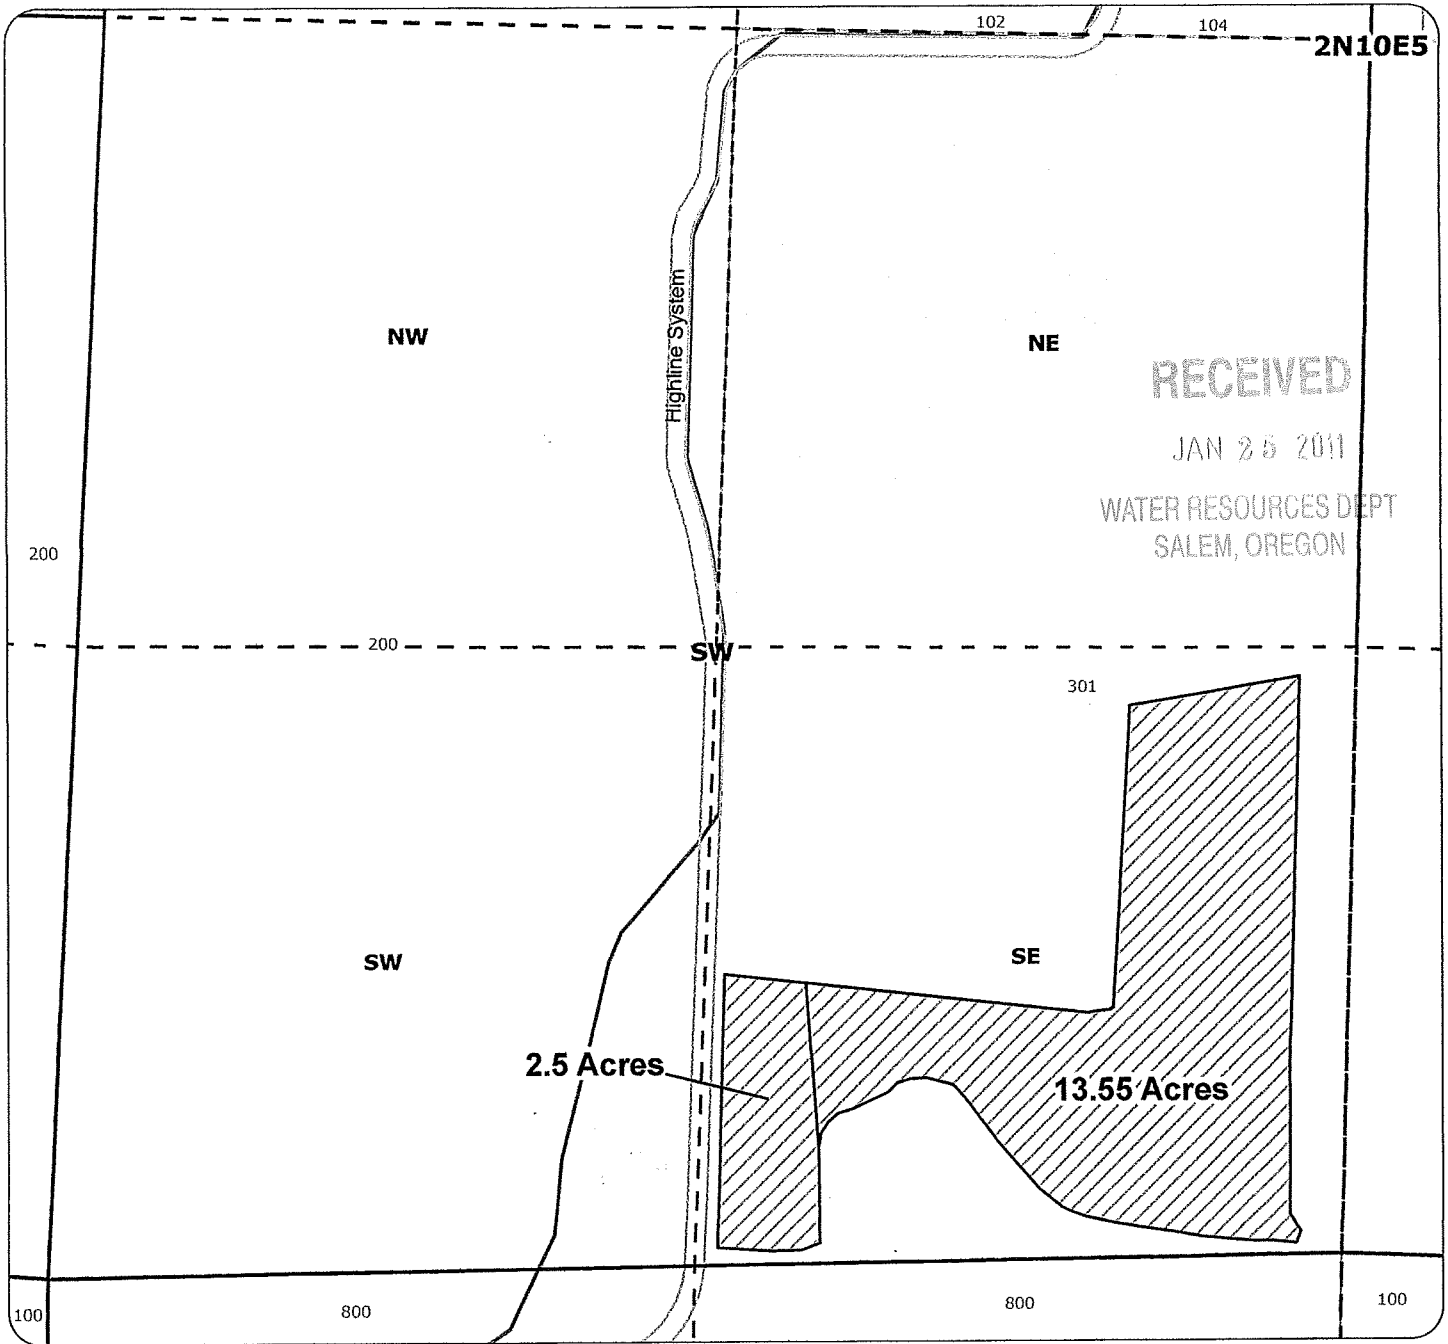 102
104
2N10E5
NW
Highline System
NE
RECEIVED
JAN 25 2011
WATER RESOURCES DEPT
SALEM, OREGON
200
200
SW
301
SW
SE
2.5 Acres
13.55 Acres
100
800
800
100